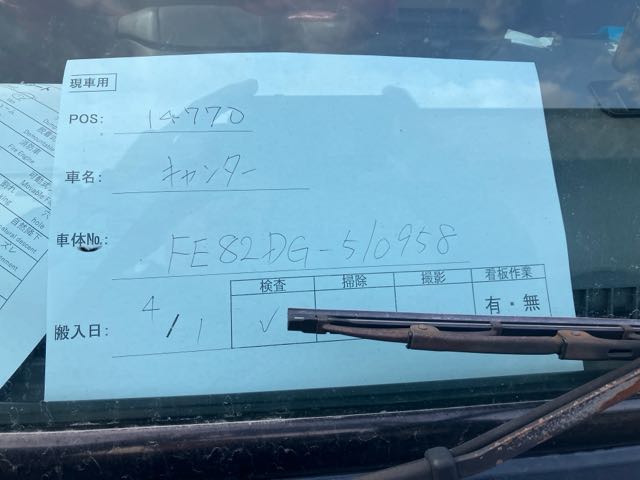 現車用
POS: 14770
車名: キャンター
車体No.: FE82DG-510958
検査 掃除 撮影 看板作業
搬入日: 4/1 ✓ 有・無